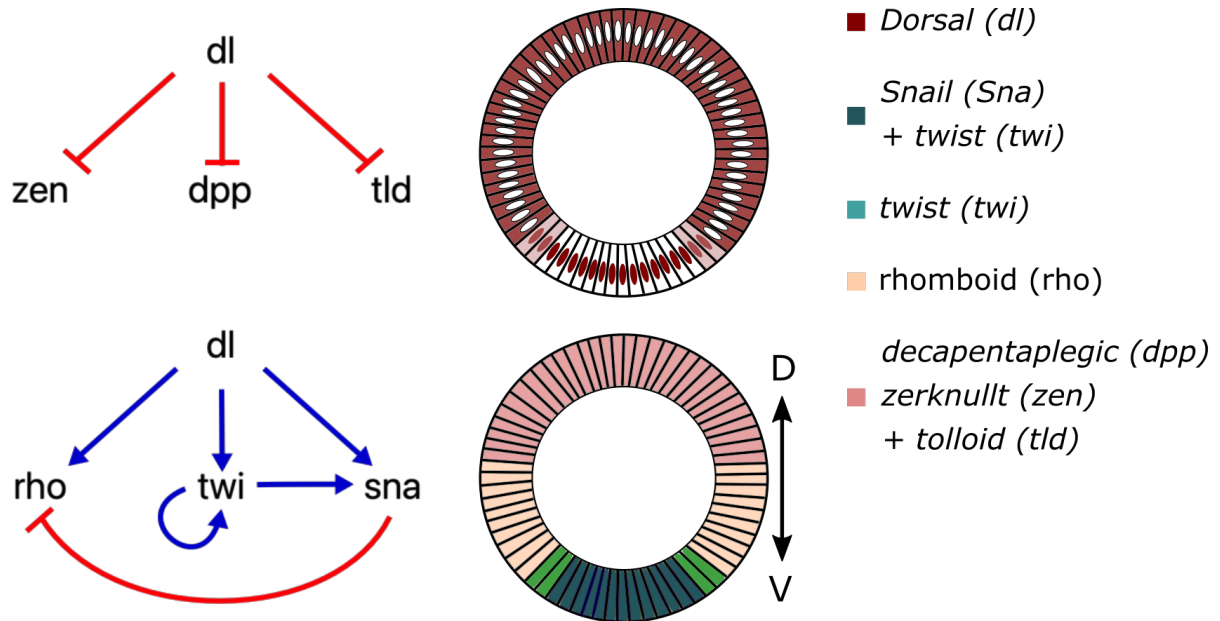 dl
zen dpp tld
dl
rho twi sna
D
V
Dorsal (dl)
Snail (Sna)
+ twist (twi)
twist (twi)
rhomboid (rho)
decapentaplegic (dpp)
zerknullt (zen)
+ tolloid (tld)